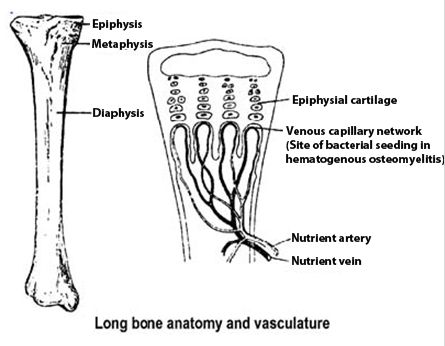 Epiphysis
Metaphysis
Diaphysis
Epiphysial cartilage
Venous capillary network
(Site of bacterial seeding in
hematogenous osteomyelitis)
Nutrient artery
Nutrient vein
Long bone anatomy and vasculature